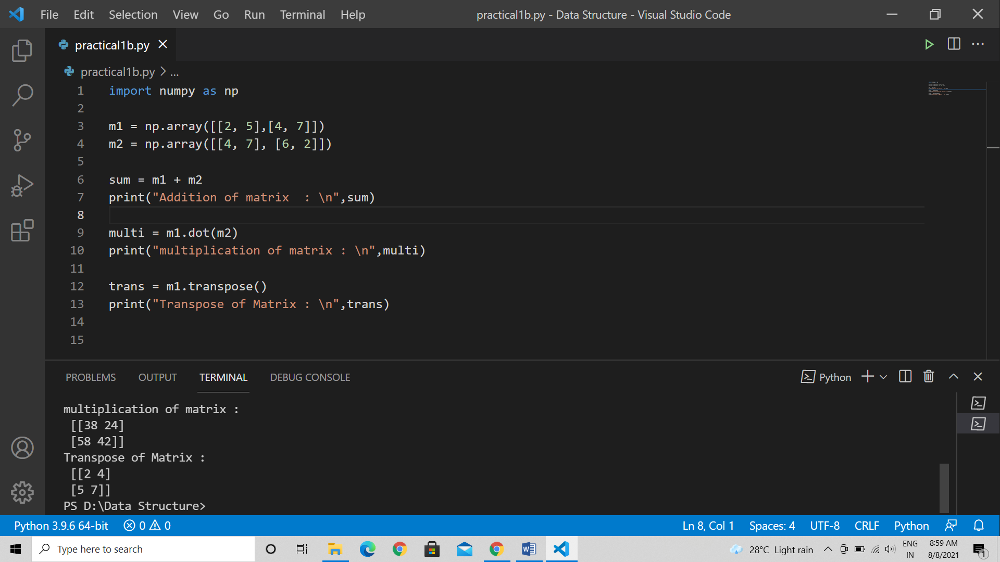 File Edit Selection View Go Run Terminal Help practical1b.py - Data Structure - Visual Studio Code
practical1b.py
practical1b.py > ...
1 import numpy as np
2
3 m1 = np.array([[2, 5],[4, 7]])
4 m2 = np.array([[4, 7], [6, 2]])
5
6 sum = m1 + m2
7 print("Addition of matrix  : \n",sum)
8
9 multi = m1.dot(m2)
10 print("multiplication of matrix : \n",multi)
11
12 trans = m1.transpose()
13 print("Transpose of Matrix : \n",trans)
14
15
PROBLEMS OUTPUT TERMINAL DEBUG CONSOLE Python
multiplication of matrix :
[[38 24]
[58 42]]
Transpose of Matrix :
[[2 4]
[5 7]]
PS D:\Data Structure>
Python 3.9.6 64-bit 0 0 Ln 8, Col 1 Spaces: 4 UTF-8 CRLF Python
Type here to search 28°C Light rain ENG IN 8:59 AM 8/8/2021 1